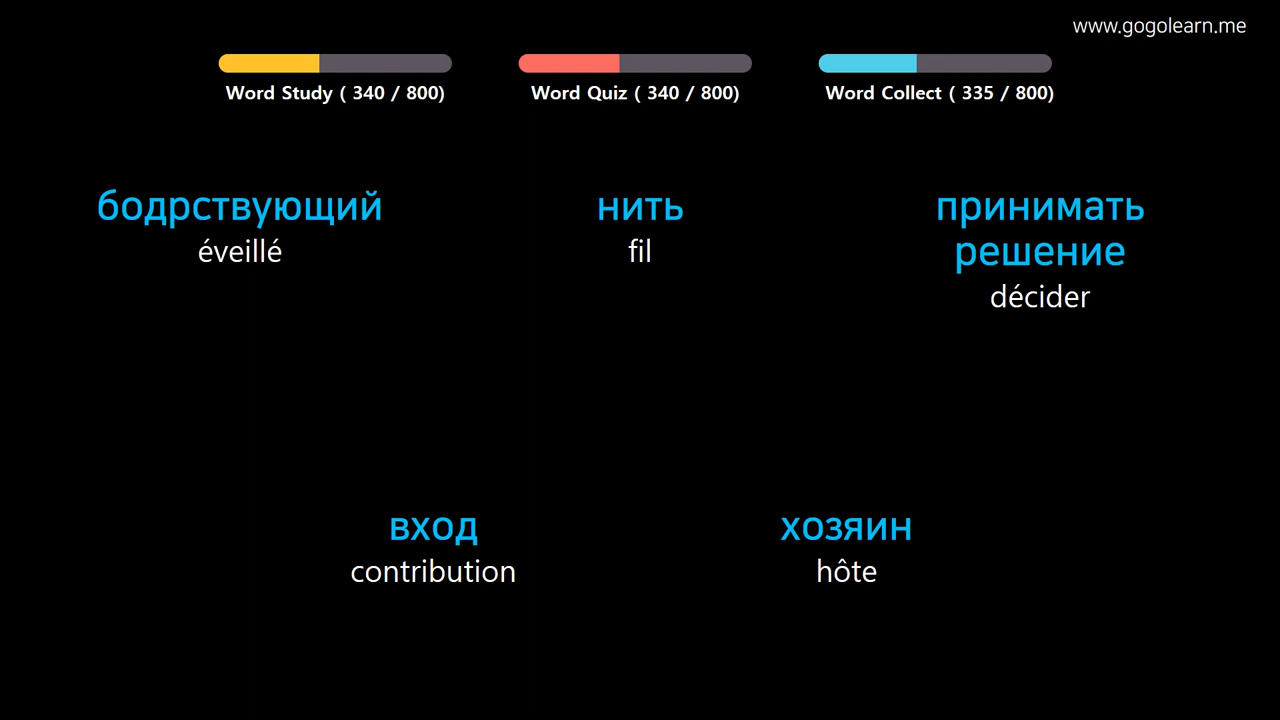 www.gogolearn.me
Word Study ( 340 / 800)
Word Quiz ( 340 / 800)
Word Collect ( 335 / 800)
бодрствующий
éveillé
нить
fil
принимать
решение
décider
вход
contribution
хозяин
hôte